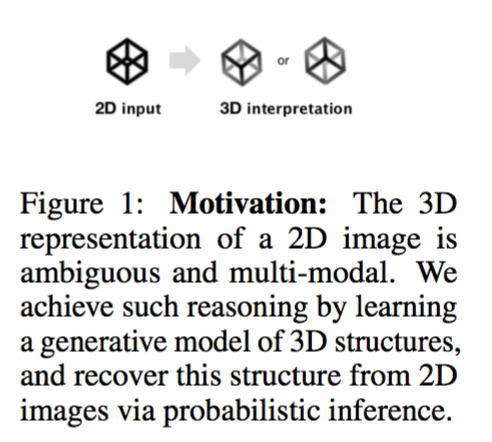 or
2D input 3D interpretation
Figure 1: Motivation: The 3D
representation of a 2D image is
ambiguous and multi-modal. We
achieve such reasoning by learning
a generative model of 3D structures,
and recover this structure from 2D
images via probabilistic inference.